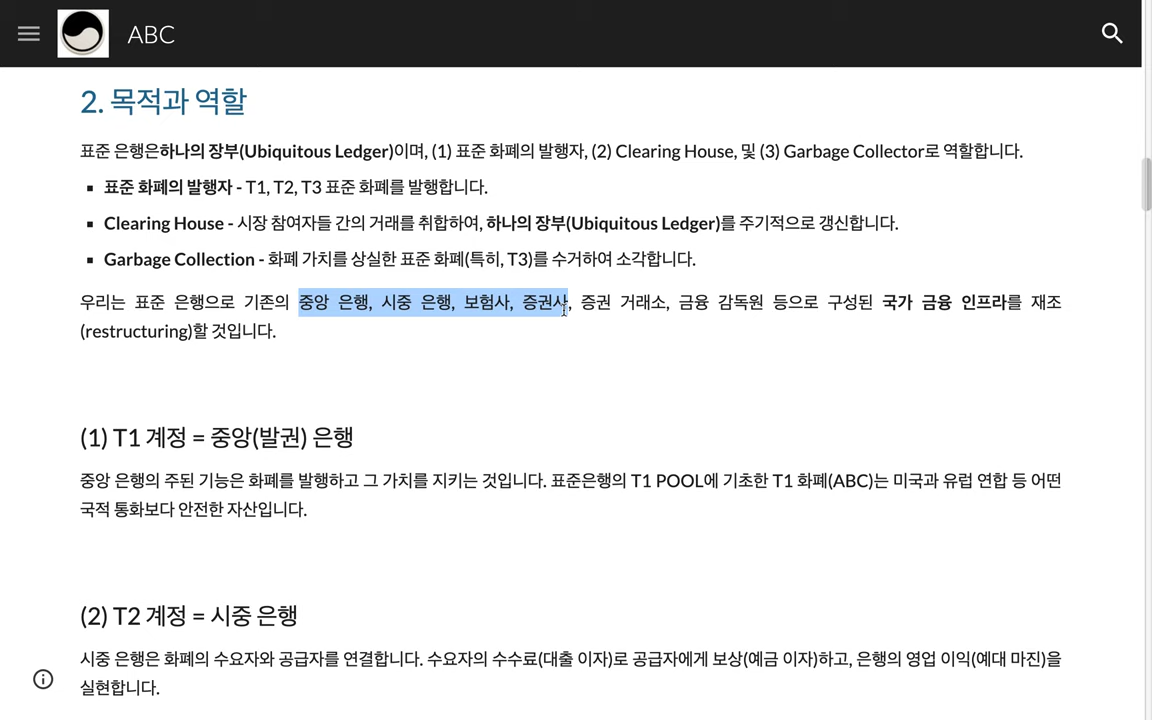 ABC
2. 목적과 역할
표준 은행은하나의 장부(Ubiquitous Ledger)이며, (1) 표준 화폐의 발행자, (2) Clearing House, 및 (3) Garbage Collector로 역할합니다.
▪ 표준 화폐의 발행자 - T1, T2, T3 표준 화폐를 발행합니다.
▪ Clearing House - 시장 참여자들 간의 거래를 취합하여, 하나의 장부(Ubiquitous Ledger)를 주기적으로 갱신합니다.
▪ Garbage Collection - 화폐 가치를 상실한 표준 화폐(특히, T3)를 수거하여 소각합니다.
우리는 표준 은행으로 기존의 중앙 은행, 시중 은행, 보험사, 증권사, 증권 거래소, 금융 감독원 등으로 구성된 국가 금융 인프라를 재조
(restructuring)할 것입니다.
(1) T1 계정 = 중앙(발권) 은행
중앙 은행의 주된 기능은 화폐를 발행하고 그 가치를 지키는 것입니다. 표준은행의 T1 POOL에 기초한 T1 화폐(ABC)는 미국과 유럽 연합 등 어떤
국적 통화보다 안전한 자산입니다.
(2) T2 계정 = 시중 은행
시중 은행은 화폐의 수요자와 공급자를 연결합니다. 수요자의 수수료(대출 이자)로 공급자에게 보상(예금 이자)하고, 은행의 영업 이익(예대 마진)을
실현합니다.